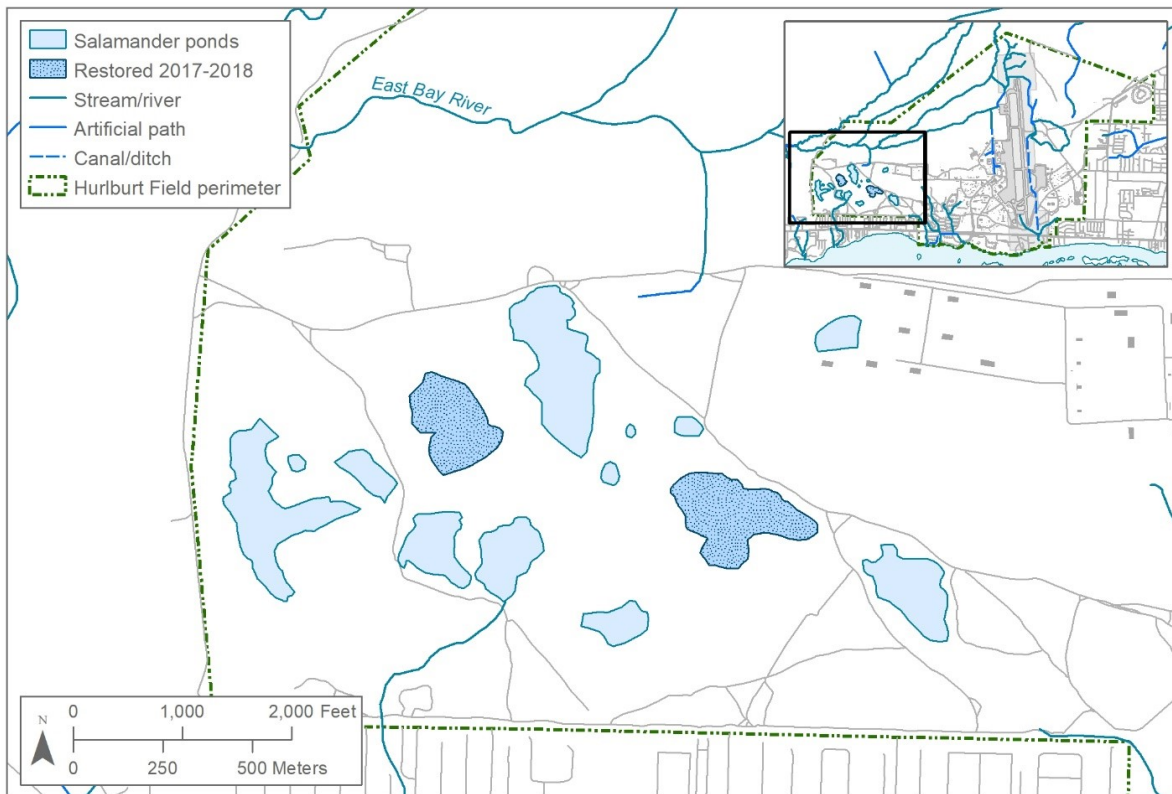 Salamander ponds
Restored 2017-2018
Stream/river
Artificial path
Canal/ditch
Hurlburt Field perimeter
East Bay River
N
0 1,000 2,000 Feet
0 250 500 Meters